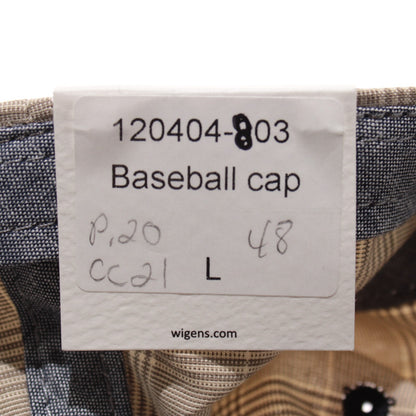 120404-803
Baseball cap
P.20 48
CC21 L
wigens.com